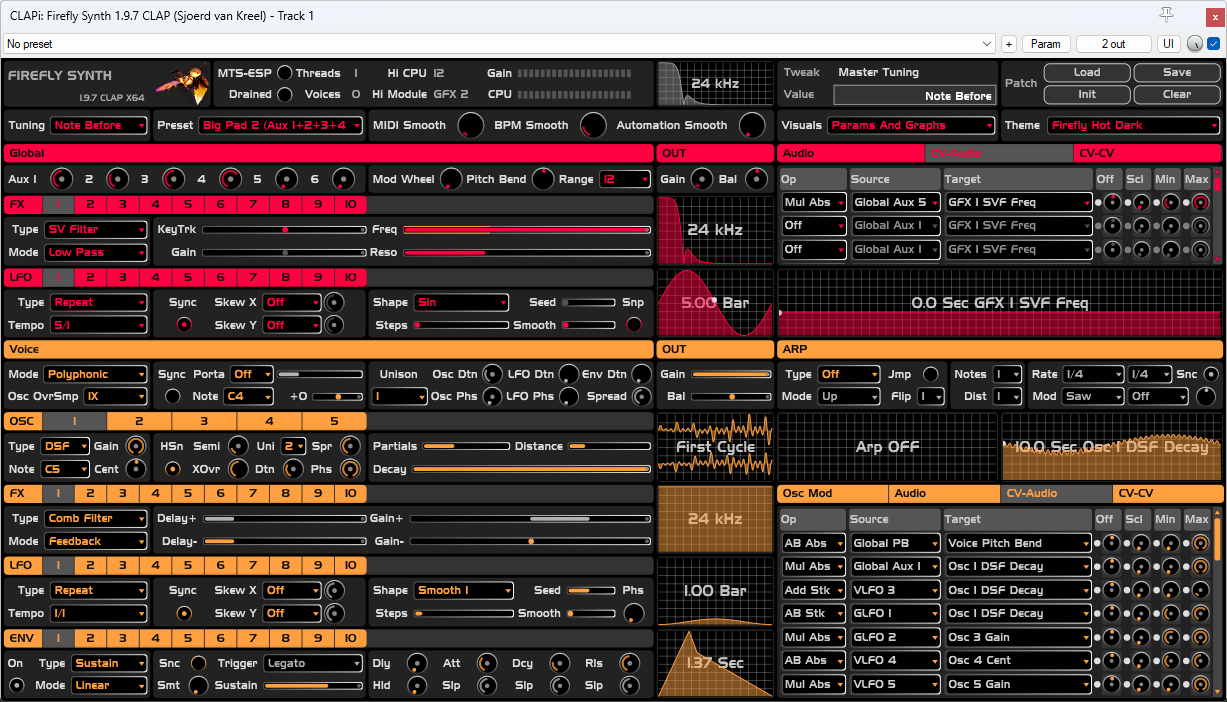 CLAPi: Firefly Synth 1.9.7 CLAP (Sjoerd van Kreel) - Track 1
No preset + Param 2 out UI
FIREFLY SYNTH
1.9.7 CLAP X64
MTS-ESP Threads 1 Hi CPU 12 Gain
Drained Voices 0 Hi Module GFX 2 CPU
24 kHz
Tweak Master Tuning
Value Note Before
Patch Load Save
Init Clear
Tuning Note Before Preset Big Pad 2 (Aux 1+2+3+4 MIDI Smooth BPM Smooth Automation Smooth Visuals Params And Graphs Theme Firefly Hot Dark
Global OUT Audio CV-Audio CV-CV
Aux 1 2 3 4 5 6 Mod Wheel Pitch Bend Range 12 Gain Bal
Op Source Target Off Scl Min Max
Mul Abs Global Aux 5 GFX 1 SVF Freq
Off Global Aux 1 GFX 1 SVF Freq
Off Global Aux 1 GFX 1 SVF Freq
FX 1 2 3 4 5 6 7 8 9 10
Type SV Filter KeyTrk Freq
Mode Low Pass Gain Reso
24 kHz
LFO 1 2 3 4 5 6 7 8 9 10
Type Repeat Sync Skew X Off Shape Sin Seed Snp
Tempo 5/1 Skew Y Off Steps Smooth
5.00 Bar
0.0 Sec GFX 1 SVF Freq
Voice OUT ARP
Mode Polyphonic Sync Porta Off Unison Osc Dtn LFO Dtn Env Dtn Gain
Osc OvrSmp 1X Note C4 +0 1 Osc Phs LFO Phs Spread Bal
Type Off Jmp Notes 1 Rate 1/4 1/4 Snc
Mode Up Flip 1 Dist 1 Mod Saw Off
OSC 1 2 3 4 5
Type DSF Gain HSn Semi Uni 2 Spr Partials Distance
Note C5 Cent XOvr Dtn Phs Decay
First Cycle
Arp OFF
10.0 Sec Osc 1 DSF Decay
FX 1 2 3 4 5 6 7 8 9 10
Type Comb Filter Delay+ Gain+
Mode Feedback Delay- Gain-
24 kHz
Osc Mod Audio CV-Audio CV-CV
Op Source Target Off Scl Min Max
AB Abs Global PB Voice Pitch Bend
Mul Abs Global Aux 1 Osc 1 DSF Decay
Add Stk VLFO 3 Osc 1 DSF Decay
AB Stk GLFO 1 Osc 1 DSF Decay
Mul Abs GLFO 2 Osc 3 Gain
AB Abs VLFO 4 Osc 4 Cent
Mul Abs VLFO 5 Osc 5 Gain
LFO 1 2 3 4 5 6 7 8 9 10
Type Repeat Sync Skew X Off Shape Smooth 1 Seed Phs
Tempo 1/1 Skew Y Off Steps Smooth
1.00 Bar
ENV 1 2 3 4 5 6 7 8 9 10
On Type Sustain Snc Trigger Legato Dly Att Dcy Rls
Mode Linear Smt Sustain Hld Slp Slp Slp
1.37 Sec